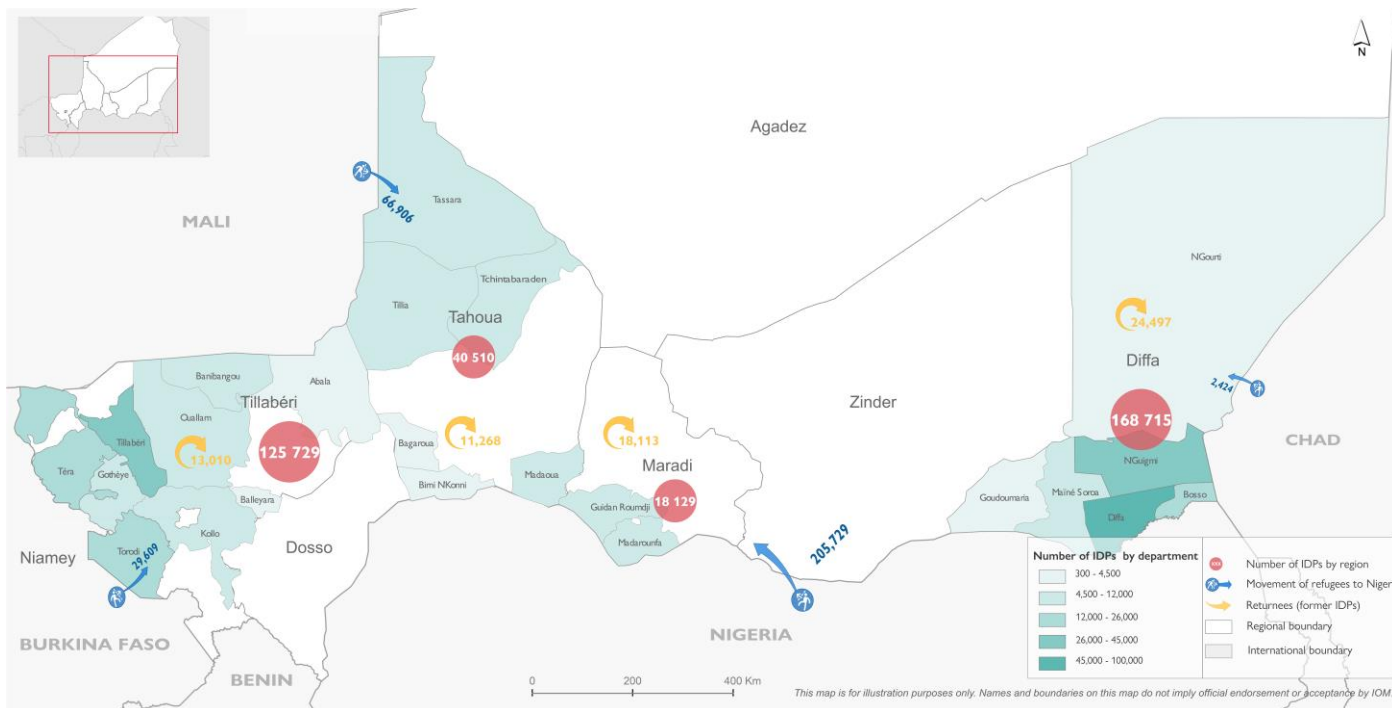 N
Agadez
Tassara
66,906
MALI
NGourti
Tchintabaraden
Tillia
Tahoua
24,497
40 510
Diffa
Banibangou
Abala
2,424
Tillabéri
Zinder
Ouallam
168 715
Tillabéri
11,268
18,113
CHAD
Bagaroua
125 729
13,010
NGuigmi
Téra
Gothèye
Maradi
Madaoua
Birni N'Konni
Goudoumaria
Maïné Soroa
Bosso
Balleyara
Guidan Roumdji
18 129
Diffa
Kollo
Dosso
Madarounfa
205,729
Niamey
Torodi
29,609
NIGERIA
BURKINA FASO
BENIN
Number of IDPs by department
300 - 4,500
4,500 - 12,000
12,000 - 26,000
26,000 - 45,000
45,000 - 100,000
Number of IDPs by region
Movement of refugees to Niger
Returnees (former IDPs)
Regional boundary
International boundary
0 200 400 Km
This map is for illustration purposes only. Names and boundaries on this map do not imply official endorsement or acceptance by IOM.